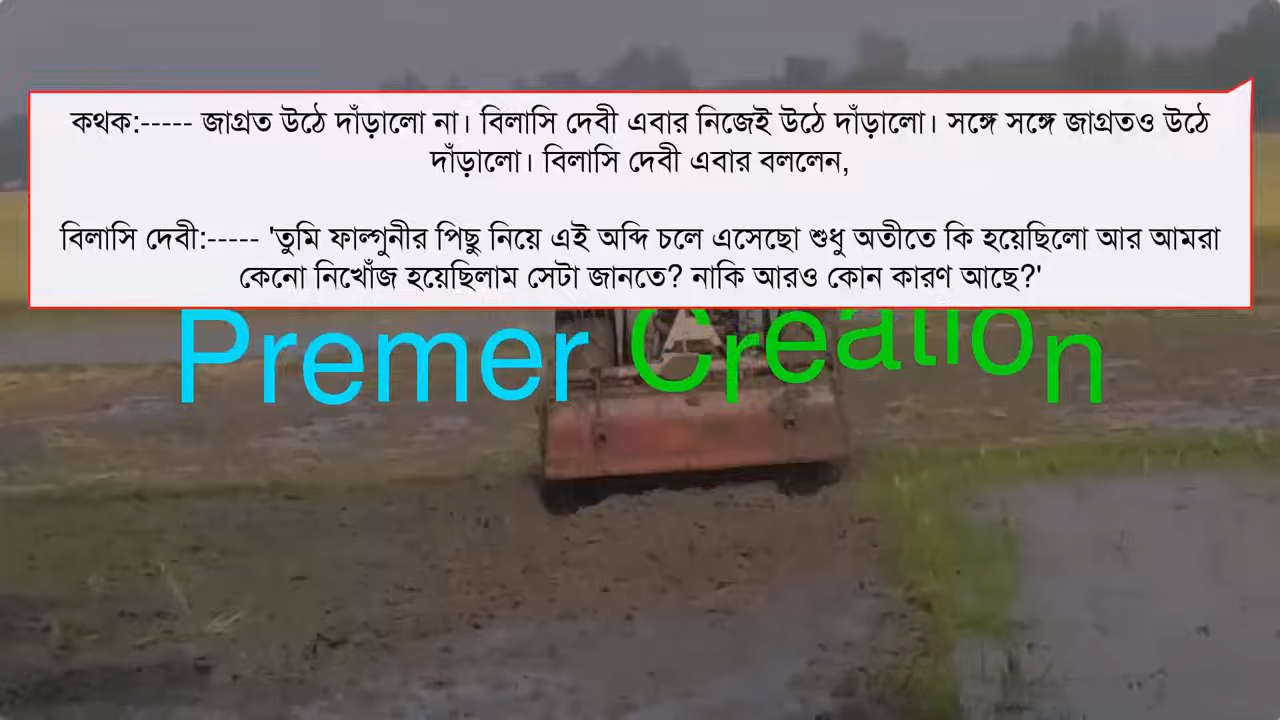 কথক:----- জাগ্রত উঠে দাঁড়ালো না। বিলাসি দেবী এবার নিজেই উঠে দাঁড়ালো। সঙ্গে সঙ্গে জাগ্রতও উঠে
দাঁড়ালো। বিলাসি দেবী এবার বললেন,
বিলাসি দেবী:----- 'তুমি ফাল্গুনীর পিছু নিয়ে এই অব্দি চলে এসেছো শুধু অতীতে কি হয়েছিলো আর আমরা
কেনো নিখোঁজ হয়েছিলাম সেটা জানতে? নাকি আরও কোন কারণ আছে?'
Premer Creation